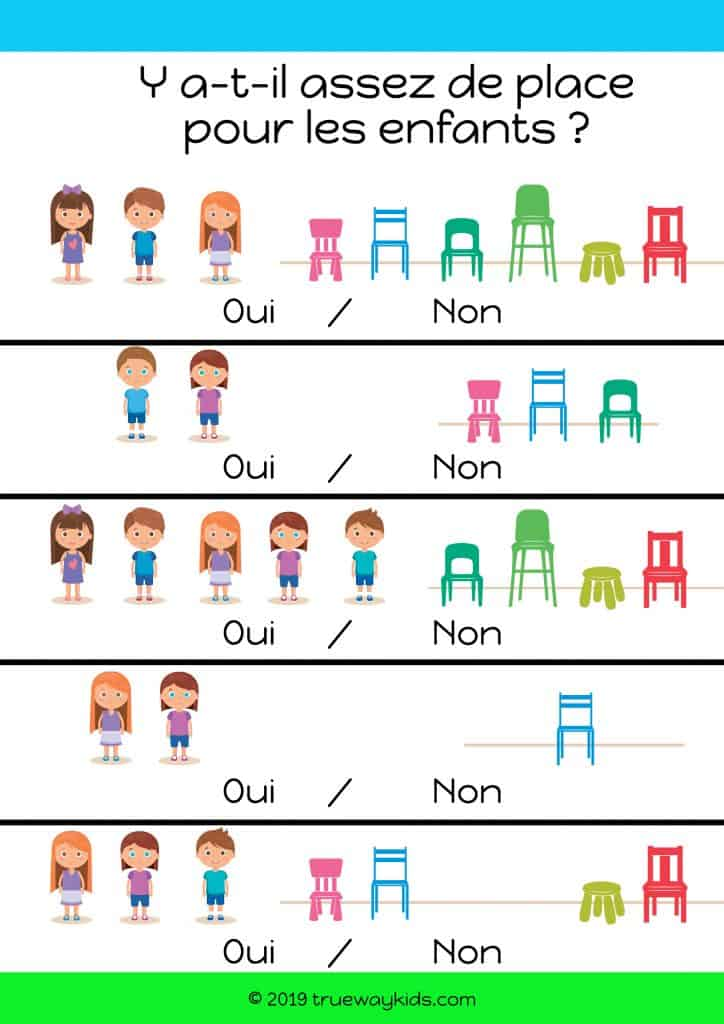 Y a-t-il assez de place
pour les enfants ?
Oui / Non
Oui / Non
Oui / Non
Oui / Non
Oui / Non
© 2019 truewaykids.com